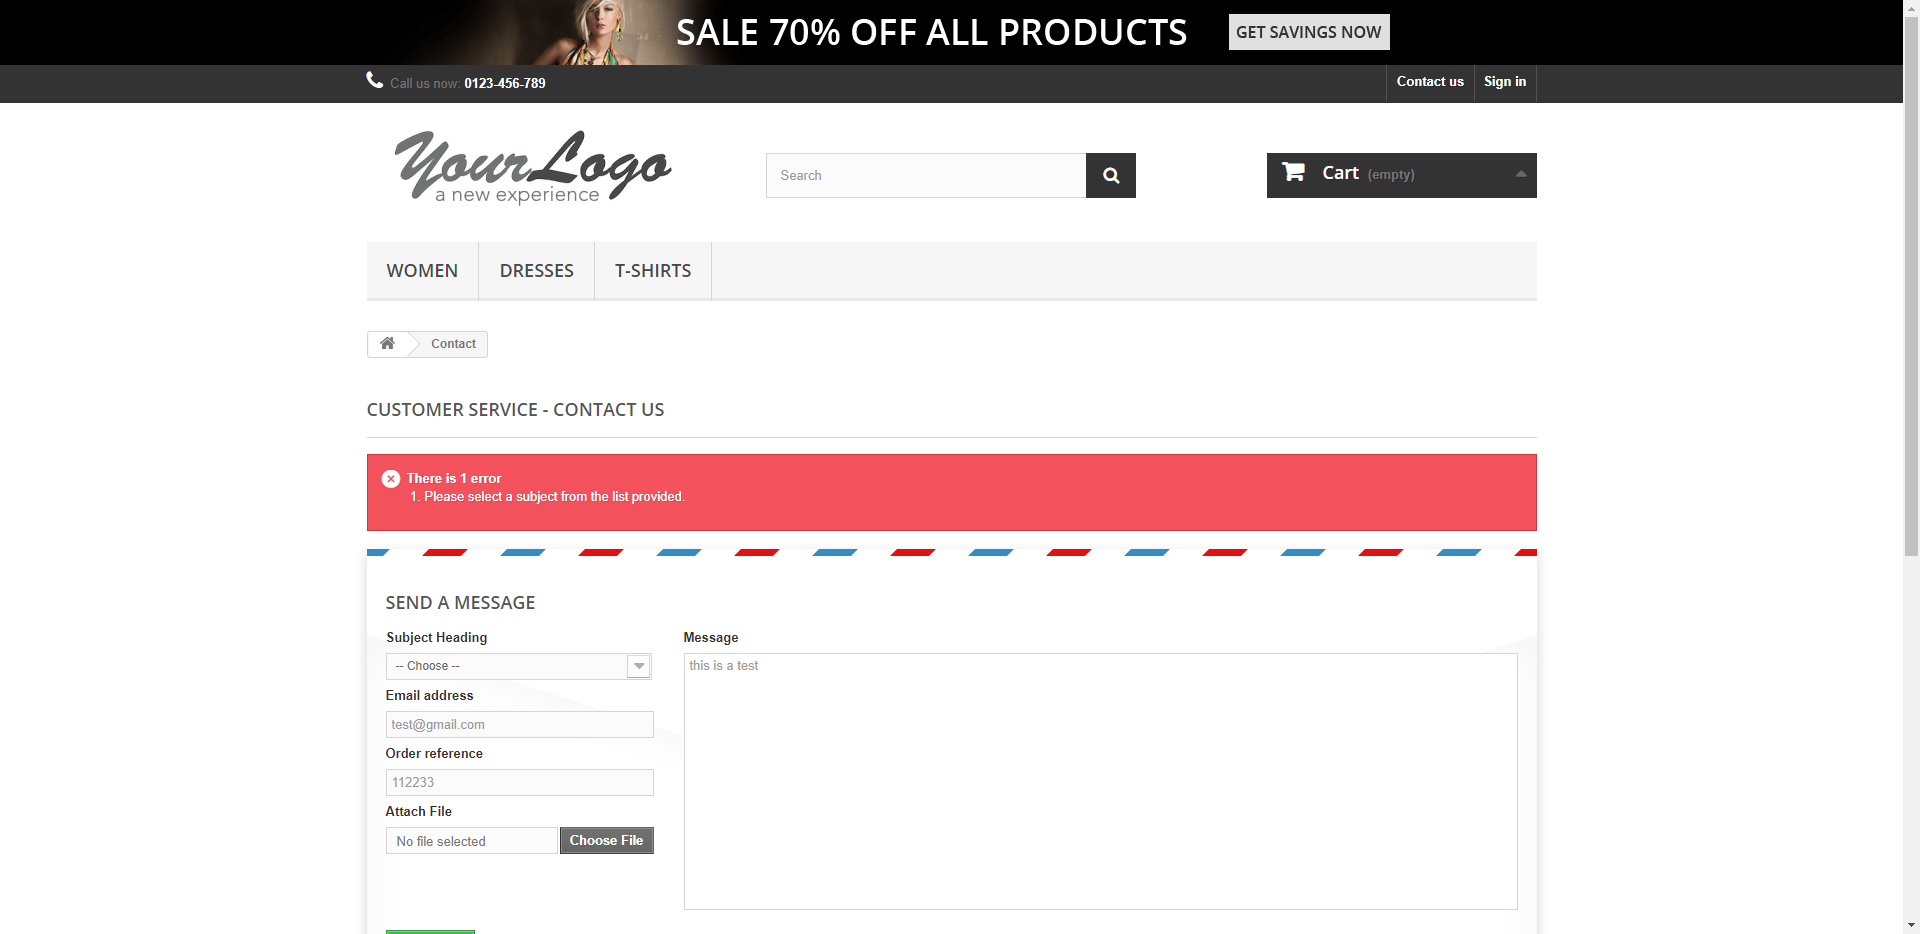 SALE 70% OFF ALL PRODUCTS GET SAVINGS NOW
Call us now: 0123-456-789 Contact us Sign in
YourLogo
a new experience
Search
Cart (empty)
WOMEN DRESSES T-SHIRTS
Contact
CUSTOMER SERVICE - CONTACT US
There is 1 error
1. Please select a subject from the list provided.
SEND A MESSAGE
Subject Heading
-- Choose --
Email address
test@gmail.com
Order reference
112233
Attach File
No file selected Choose File
Message
this is a test